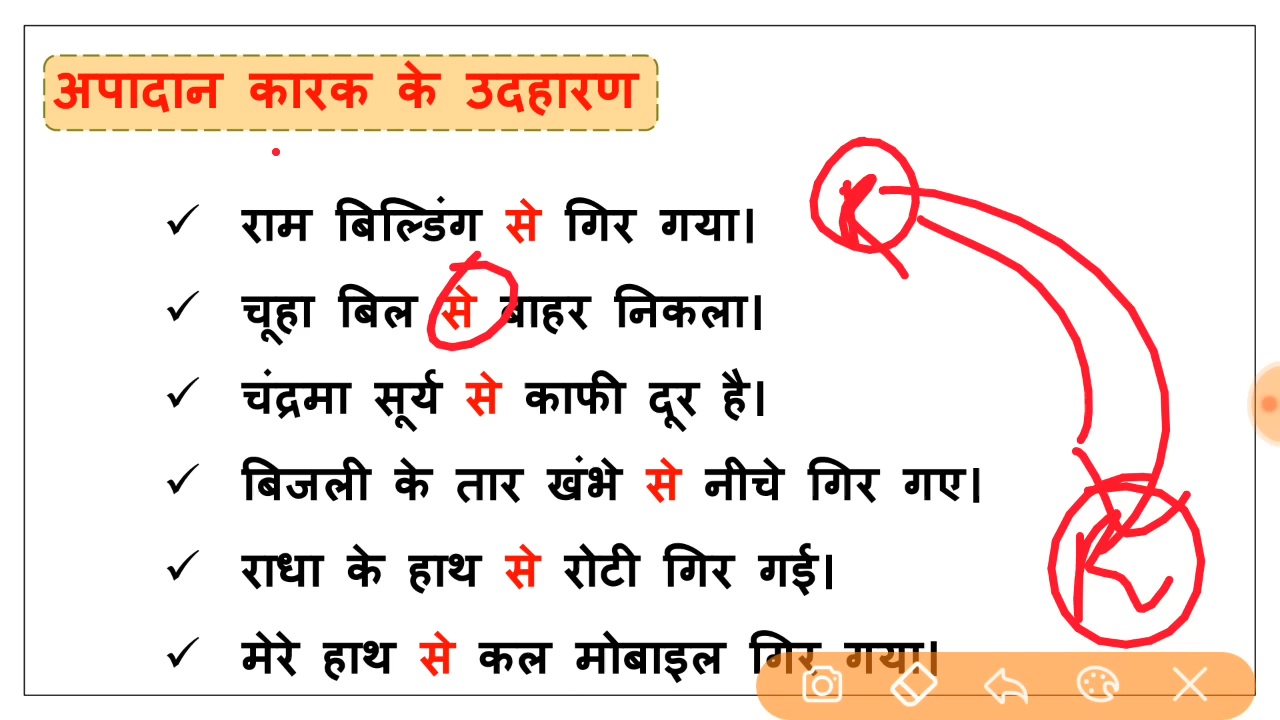 अपादान कारक के उदहारण
राम बिल्डिंग से गिर गया।
चूहा बिल से बाहर निकला।
चंद्रमा सूर्य से काफी दूर है।
बिजली के तार खंभे से नीचे गिर गए।
राधा के हाथ से रोटी गिर गई।
मेरे हाथ से कल मोबाइल गिर गया।